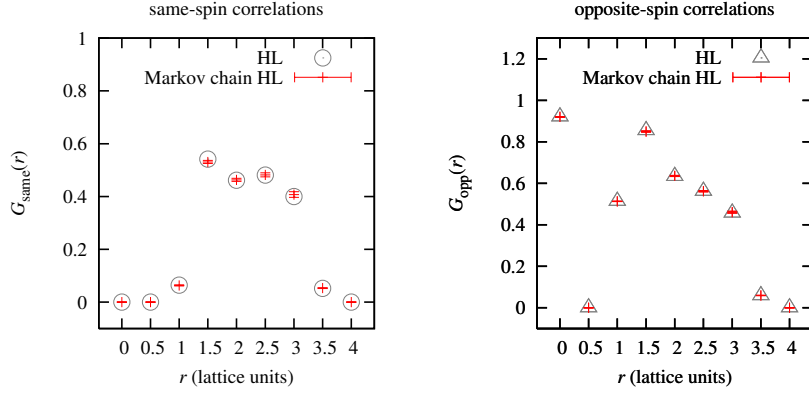 same-spin correlations
HL
Markov chain HL
1
0.8
0.6
0.4
0.2
0
G_same(r)
0 0.5 1 1.5 2 2.5 3 3.5 4
r (lattice units)
opposite-spin correlations
HL
Markov chain HL
1.2
1
0.8
0.6
0.4
0.2
0
G_opp(r)
0 0.5 1 1.5 2 2.5 3 3.5 4
r (lattice units)